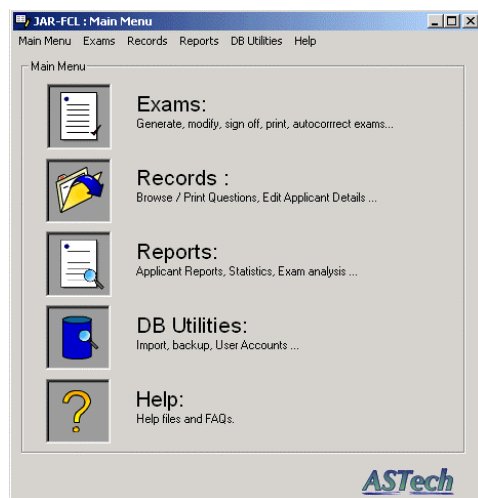 JAR-FCL : Main Menu
Main Menu Exams Records Reports DB Utilities Help
Main Menu
Exams:
Generate, modify, sign off, print, autocorrrect exams...
Records :
Browse / Print Questions, Edit Applicant Details ...
Reports:
Applicant Reports, Statistics, Exam analysis ...
DB Utilities:
Import, backup, User Accounts ...
Help:
Help files and FAQs.
ASTech